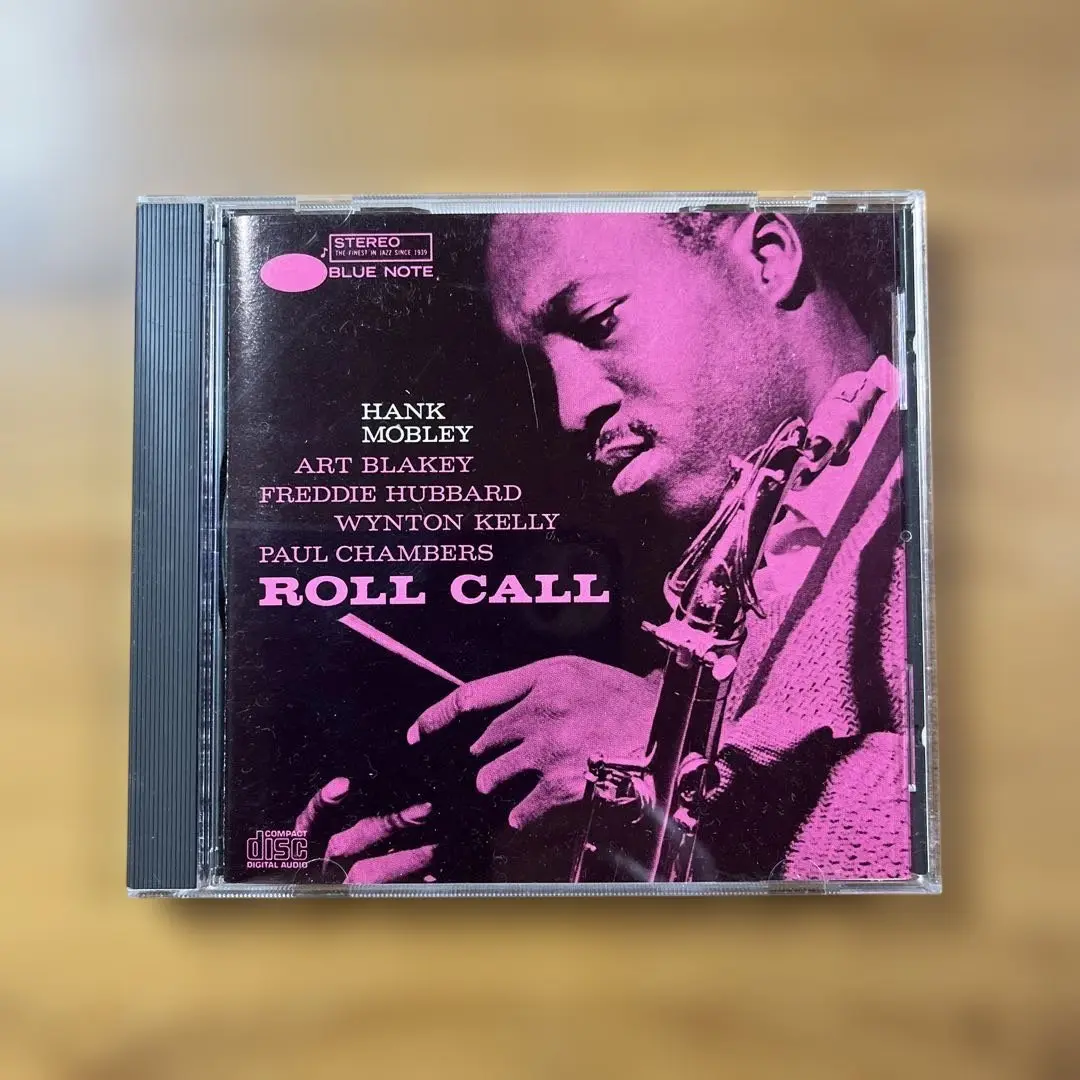 STEREO
THE FINEST IN JAZZ SINCE 1939
BLUE NOTE
HANK
MOBLEY
ART BLAKEY
FREDDIE HUBBARD
WYNTON KELLY
PAUL CHAMBERS
ROLL CALL
COMPACT
disc
DIGITAL AUDIO